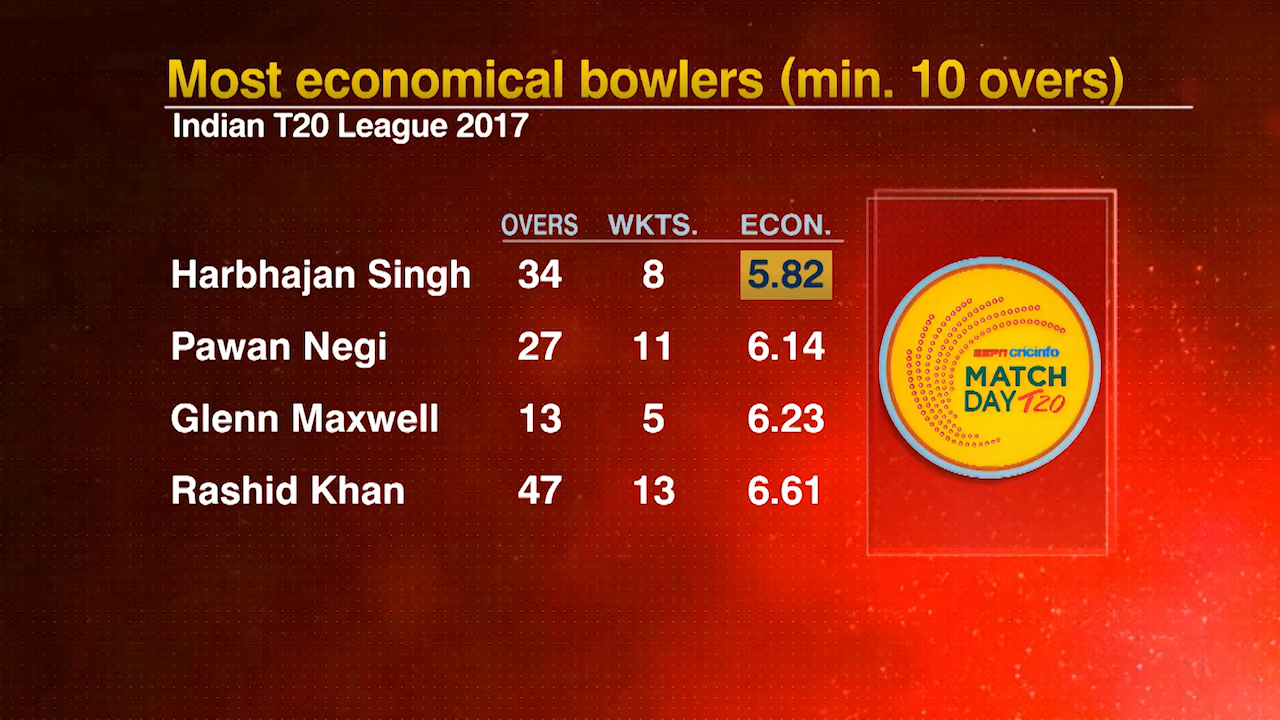 Most economical bowlers (min. 10 overs)
Indian T20 League 2017
OVERS WKTS. ECON.
Harbhajan Singh 34 8 5.82
Pawan Negi 27 11 6.14
Glenn Maxwell 13 5 6.23
Rashid Khan 47 13 6.61
ESPN cricinfo
MATCH
DAY T20